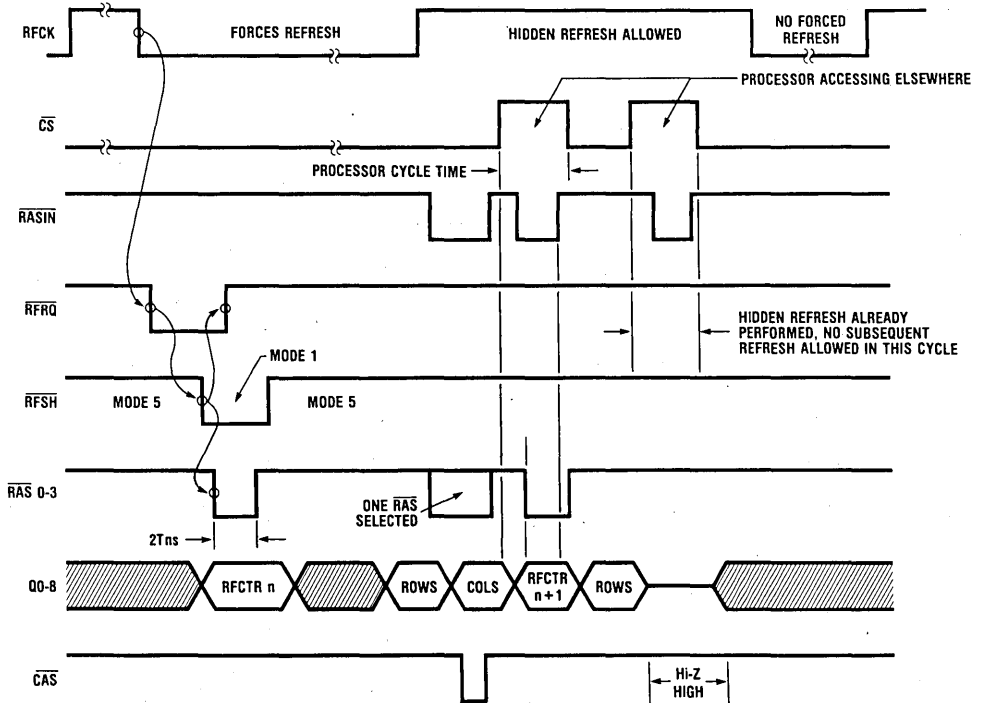 RFCK
FORCES REFRESH
HIDDEN REFRESH ALLOWED
NO FORCED
REFRESH
PROCESSOR ACCESSING ELSEWHERE
CS
PROCESSOR CYCLE TIME
RASIN
RFRQ
HIDDEN REFRESH ALREADY
PERFORMED, NO SUBSEQUENT
REFRESH ALLOWED IN THIS CYCLE
MODE 1
RFSH
MODE 5
MODE 5
RAS 0-3
ONE RAS
SELECTED
2Tns
Q0-8
RFCTR n
ROWS
COLS
RFCTR
n+1
ROWS
CAS
Hi-Z
HIGH